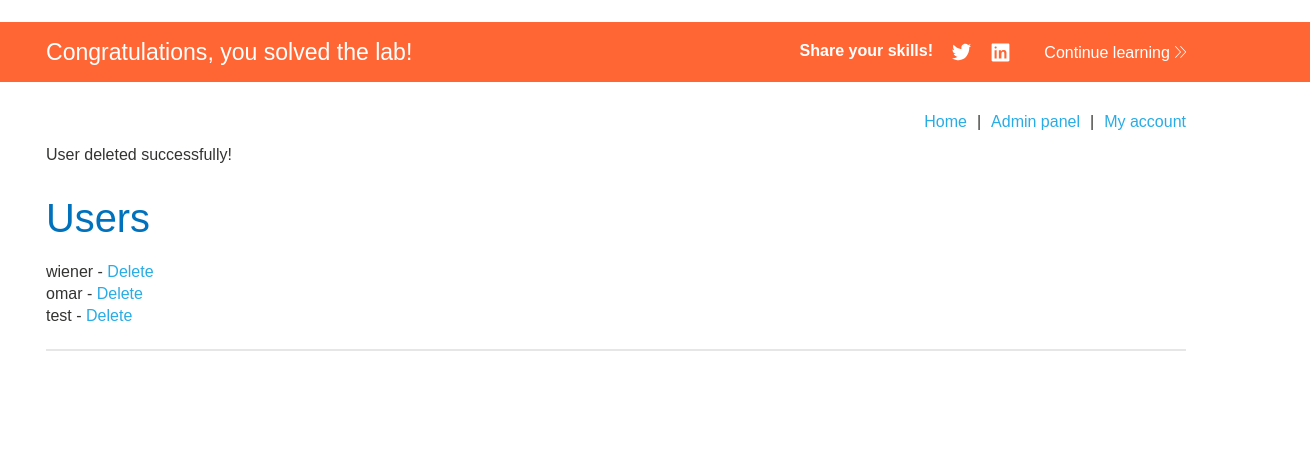 Congratulations, you solved the lab!
Share your skills!
Continue learning
Home | Admin panel | My account
User deleted successfully!
Users
wiener - Delete
omar - Delete
test - Delete